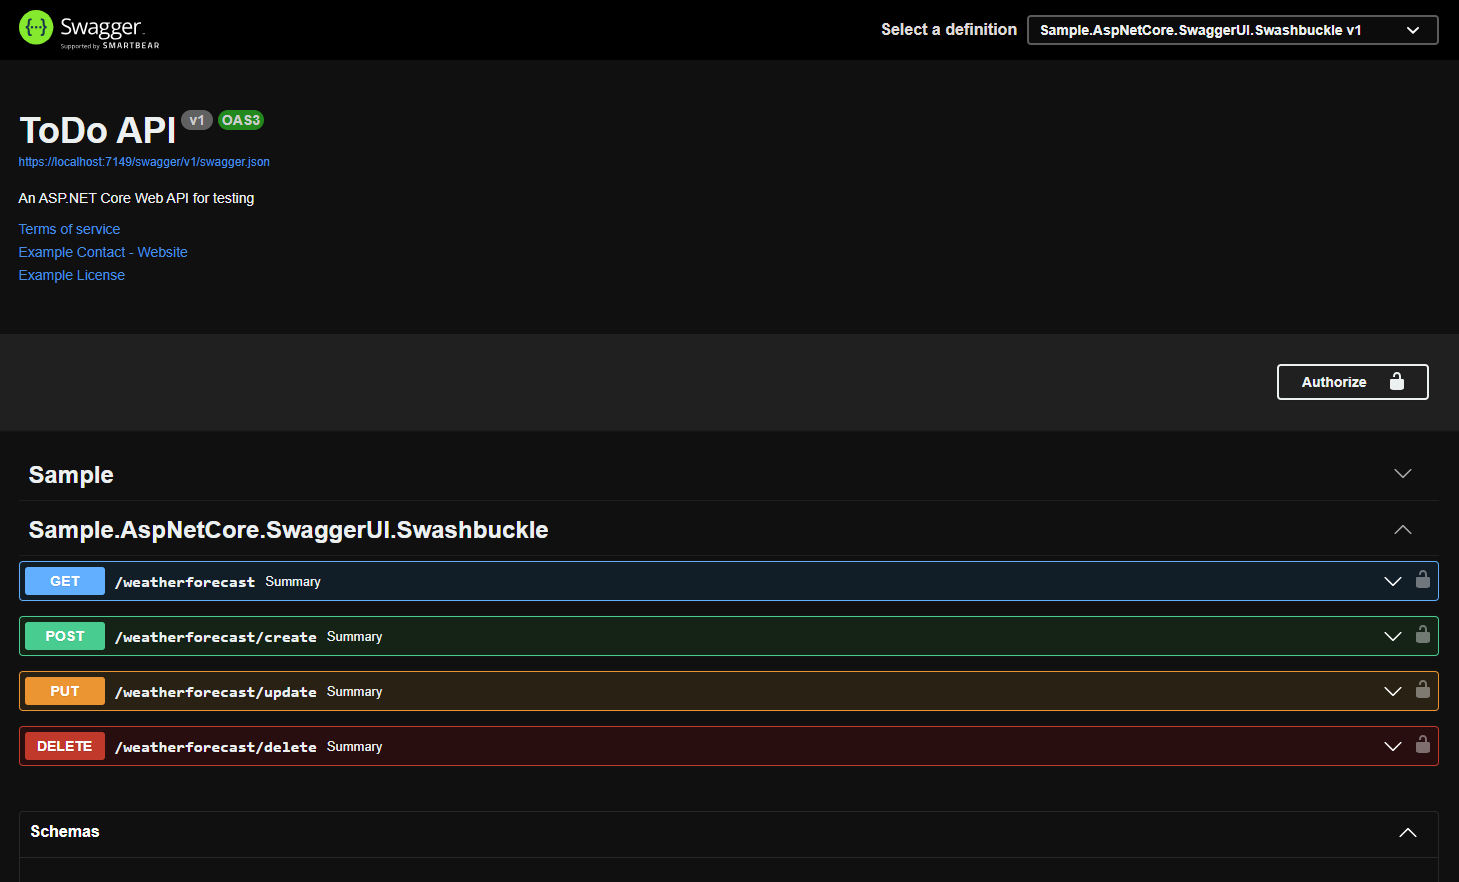 Swagger
Supported by SMARTBEAR
Select a definition
Sample.AspNetCore.SwaggerUI.Swashbuckle v1
ToDo API v1 OAS3
https://localhost:7149/swagger/v1/swagger.json
An ASP.NET Core Web API for testing
Terms of service
Example Contact - Website
Example License
Authorize
Sample
Sample.AspNetCore.SwaggerUI.Swashbuckle
GET /weatherforecast Summary
POST /weatherforecast/create Summary
PUT /weatherforecast/update Summary
DELETE /weatherforecast/delete Summary
Schemas